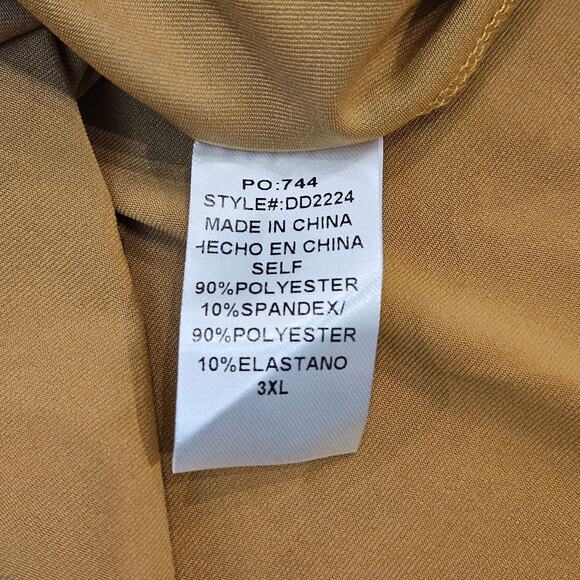 PO:744
STYLE#:DD2224
MADE IN CHINA
HECHO EN CHINA
SELF
90%POLYESTER
10%SPANDEX/
90%POLYESTER
10%ELASTANO
3XL